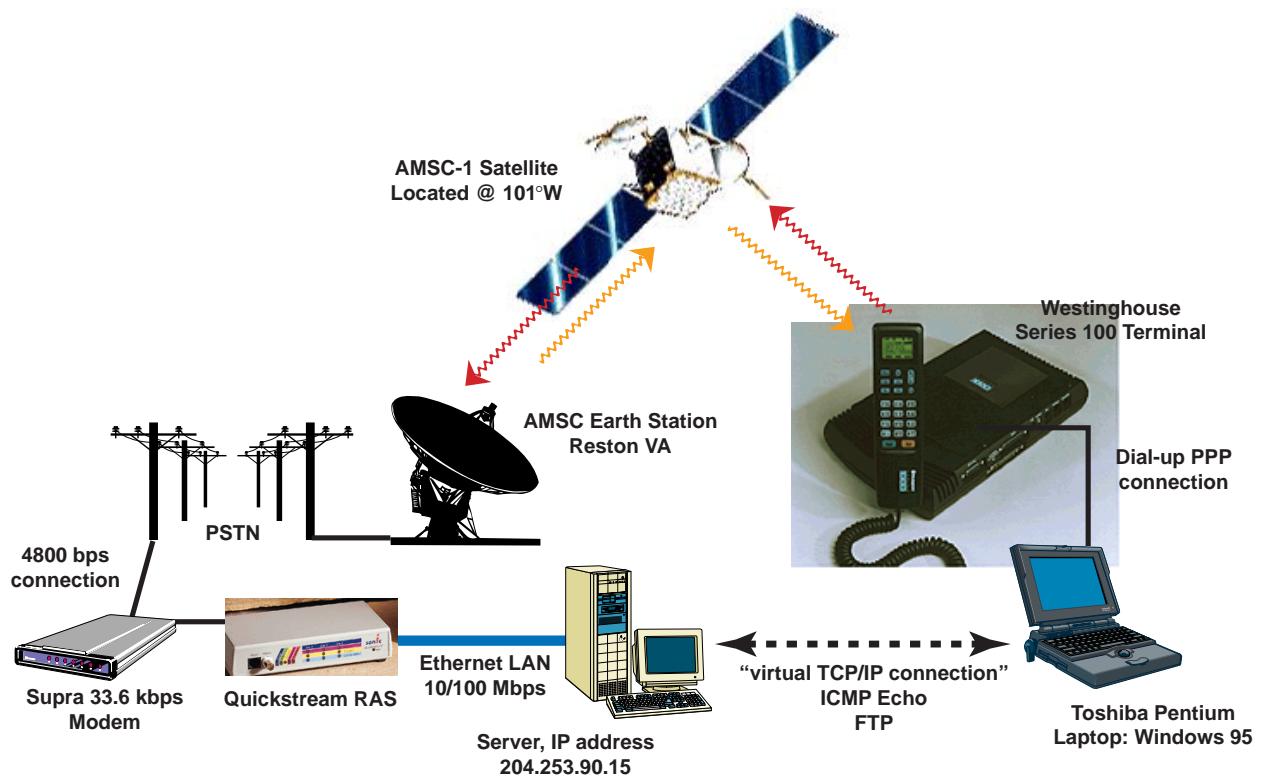 AMSC-1 Satellite
Located @ 101°W
Westinghouse
Series 100 Terminal
AMSC Earth Station
Reston VA
Dial-up PPP
connection
PSTN
4800 bps
connection
Ethernet LAN
10/100 Mbps
"virtual TCP/IP connection"
ICMP Echo
FTP
Supra 33.6 kbps
Modem
Quickstream RAS
Server, IP address
204.253.90.15
Toshiba Pentium
Laptop: Windows 95